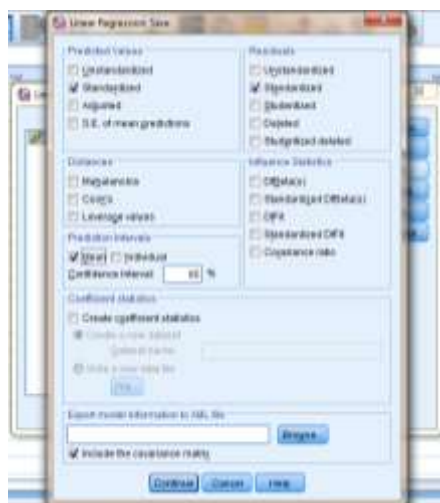 Linear Regression: Save
Predicted Values
Unstandardized
Standardized
Adjusted
S.E. of mean predictions
Residuals
Unstandardized
Standardized
Studentized
Deleted
Studentized deleted
Distances
Mahalanobis
Cook's
Leverage values
Influence Statistics
DfBeta(s)
Standardized DfBeta(s)
DfFit
Standardized DfFit
Covariance ratio
Prediction Intervals
Mean Individual
Confidence Interval: %
Coefficient statistics
Create coefficient statistics
Create a new dataset
Dataset name:
Write a new data file
File...
Export model information to XML file
Browse...
Include the covariance matrix
Continue Cancel Help